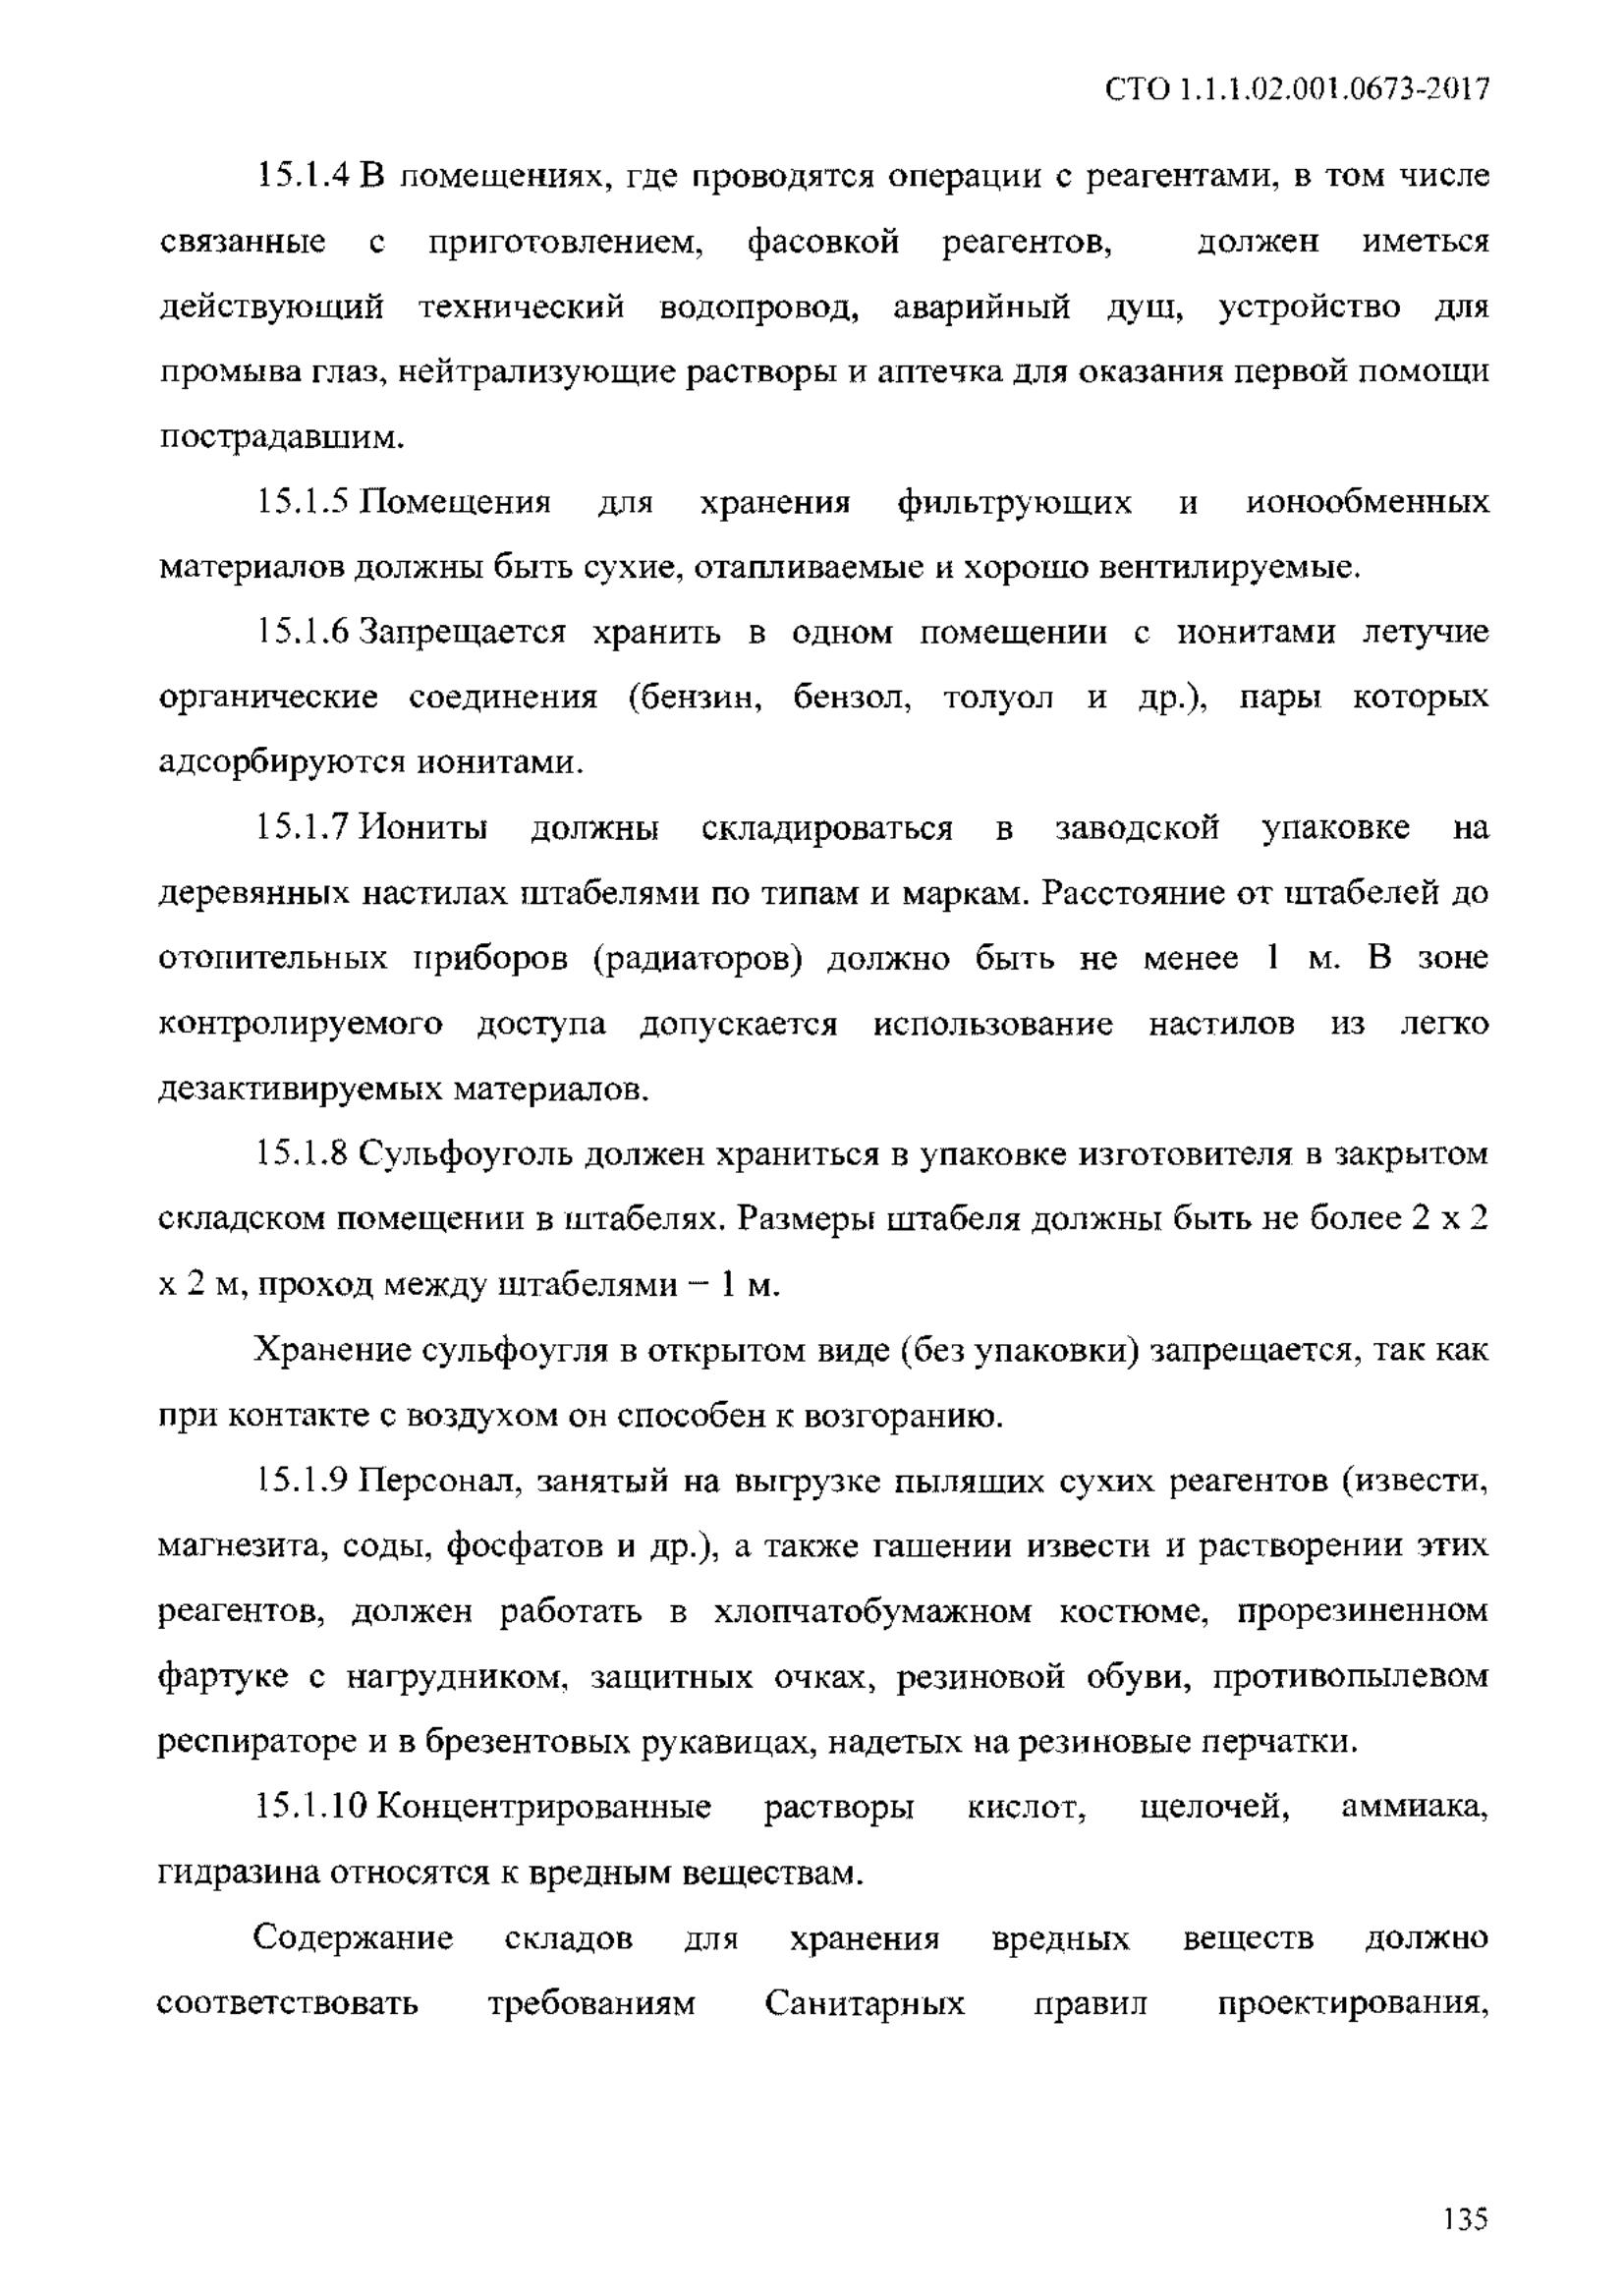 СТО 1.1.1.02.001.0673-2017
15.1.4 В помещениях, где проводятся операции с реагентами, в том числе
связанные с приготовлением, фасовкой реагентов, должен иметься
действующий технический водопровод, аварийный душ, устройство для
промыва глаз, нейтрализующие растворы и аптечка для оказания первой помощи
пострадавшим.
15.1.5 Помещения для хранения фильтрующих и ионообменных
материалов должны быть сухие, отапливаемые и хорошо вентилируемые.
15.1.6 Запрещается хранить в одном помещении с ионитами летучие
органические соединения (бензин, бензол, толуол и др.), пары которых
адсорбируются ионитами.
15.1.7 Иониты должны складироваться в заводской упаковке на
деревянных настилах штабелями по типам и маркам. Расстояние от штабелей до
отопительных приборов (радиаторов) должно быть не менее 1 м. В зоне
контролируемого доступа допускается использование настилов из легко
дезактивируемых материалов.
15.1.8 Сульфоуголь должен храниться в упаковке изготовителя в закрытом
складском помещении в штабелях. Размеры штабеля должны быть не более 2 х 2
х 2 м, проход между штабелями – 1 м.
Хранение сульфоугля в открытом виде (без упаковки) запрещается, так как
при контакте с воздухом он способен к возгоранию.
15.1.9 Персонал, занятый на выгрузке пылящих сухих реагентов (извести,
магнезита, соды, фосфатов и др.), а также гашении извести и растворении этих
реагентов, должен работать в хлопчатобумажном костюме, прорезиненном
фартуке с нагрудником, защитных очках, резиновой обуви, противопылевом
респираторе и в брезентовых рукавицах, надетых на резиновые перчатки.
15.1.10 Концентрированные растворы кислот, щелочей, аммиака,
гидразина относятся к вредным веществам.
Содержание складов для хранения вредных веществ должно
соответствовать требованиям Санитарных правил проектирования,
135